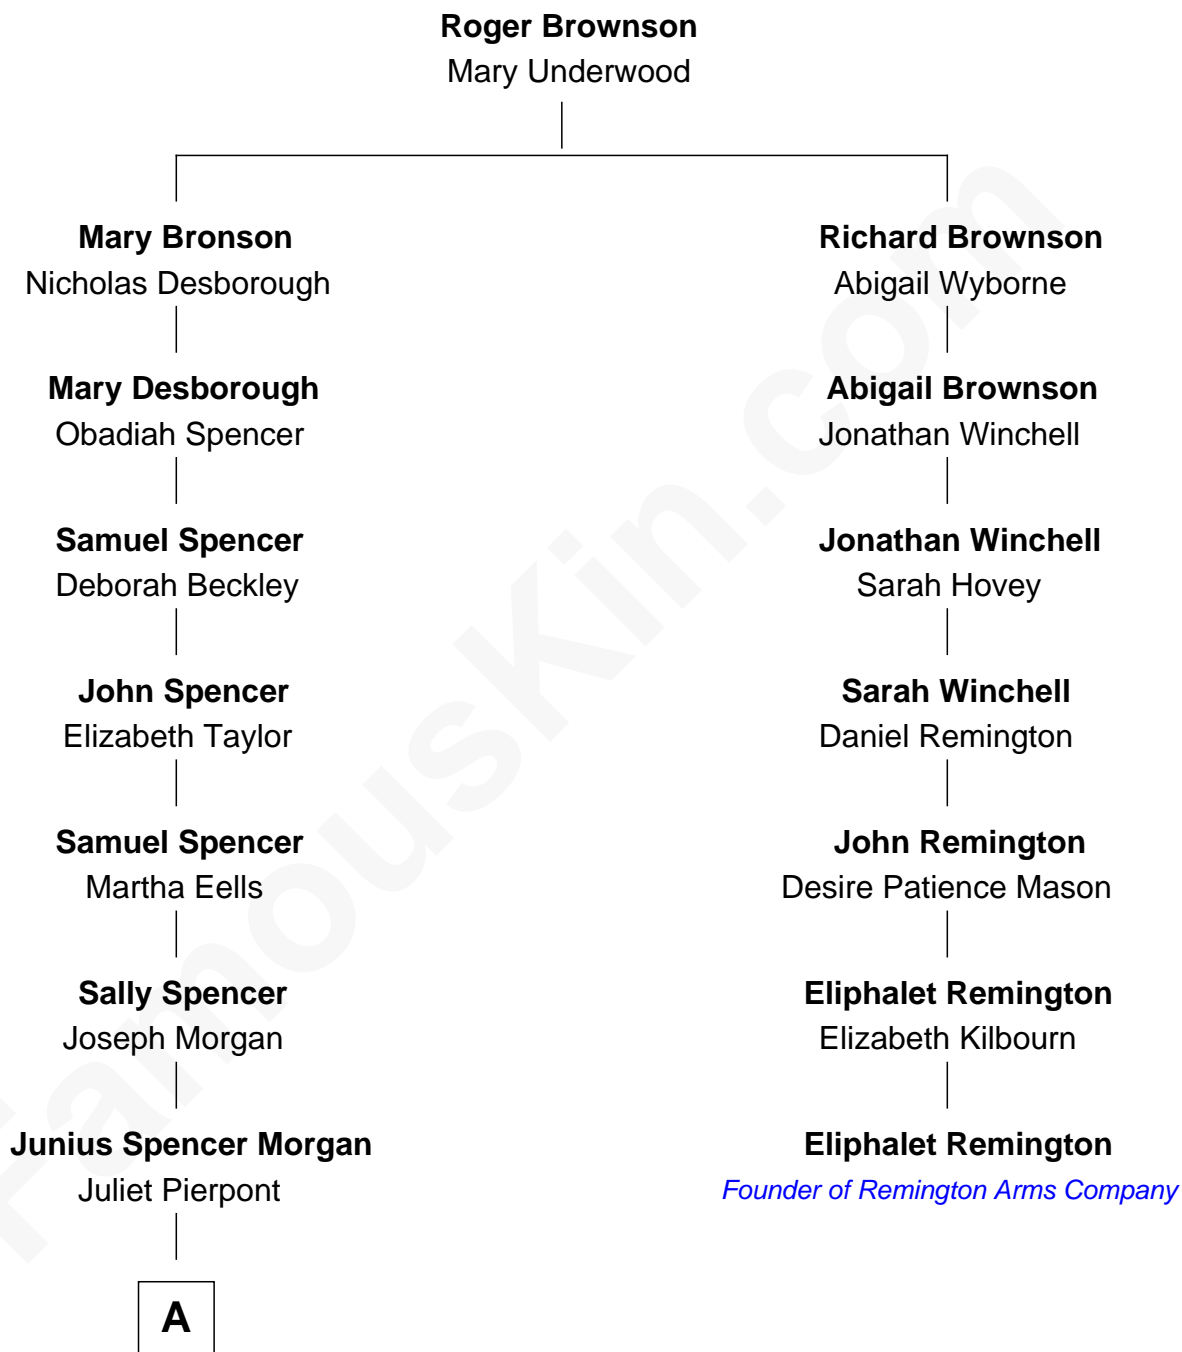 Roger Brownson
Mary Underwood
Mary Bronson
Nicholas Desborough
Richard Brownson
Abigail Wyborne
Mary Desborough
Obadiah Spencer
Abigail Brownson
Jonathan Winchell
Samuel Spencer
Deborah Beckley
Jonathan Winchell
Sarah Hovey
John Spencer
Elizabeth Taylor
Sarah Winchell
Daniel Remington
Samuel Spencer
Martha Eells
John Remington
Desire Patience Mason
Sally Spencer
Joseph Morgan
Eliphalet Remington
Elizabeth Kilbourn
Junius Spencer Morgan
Juliet Pierpont
Eliphalet Remington
Founder of Remington Arms Company
A
FamousKin.com